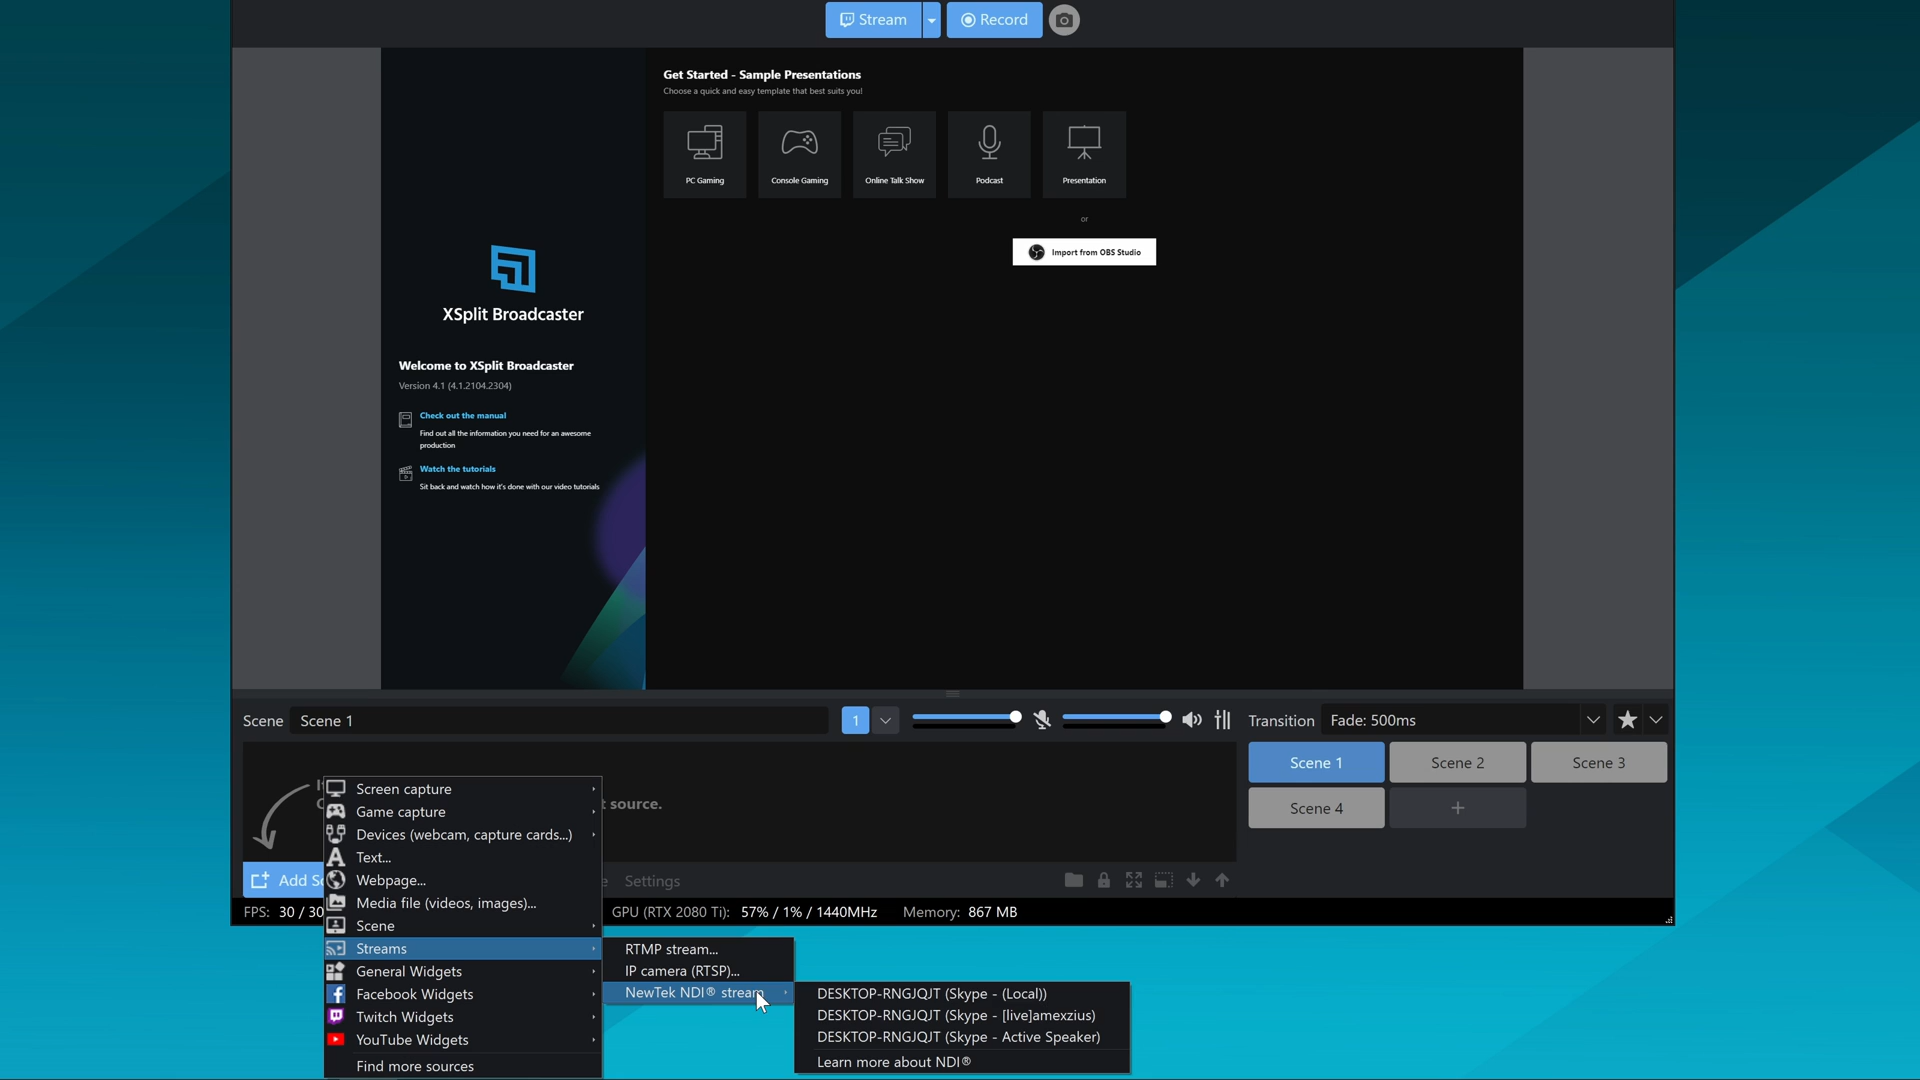 Stream
Record
Get Started - Sample Presentations
Choose a quick and easy template that best suits you!
PC Gaming
Console Gaming
Online Talk Show
Podcast
Presentation
or
Import from OBS Studio
XSplit Broadcaster
Welcome to XSplit Broadcaster
Version 4.1 (4.1.2104.2304)
Check out the manual
Find out all the information you need for an awesome
production
Watch the tutorials
Sit back and watch how it's done with our video tutorials
Scene Scene 1
1
Transition Fade: 500ms
Scene 1
Scene 2
Scene 3
Scene 4
+
source.
Add
Settings
FPS: 30 / 30
GPU (RTX 2080 Ti): 57% / 1% / 1440MHz
Memory: 867 MB
Screen capture
Game capture
Devices (webcam, capture cards...)
Text...
Webpage...
Media file (videos, images)...
Scene
Streams
General Widgets
Facebook Widgets
Twitch Widgets
YouTube Widgets
Find more sources
RTMP stream...
IP camera (RTSP)...
NewTek NDI® stream
DESKTOP-RNGJQJT (Skype - (Local))
DESKTOP-RNGJQJT (Skype - [live]amexzius)
DESKTOP-RNGJQJT (Skype - Active Speaker)
Learn more about NDI®